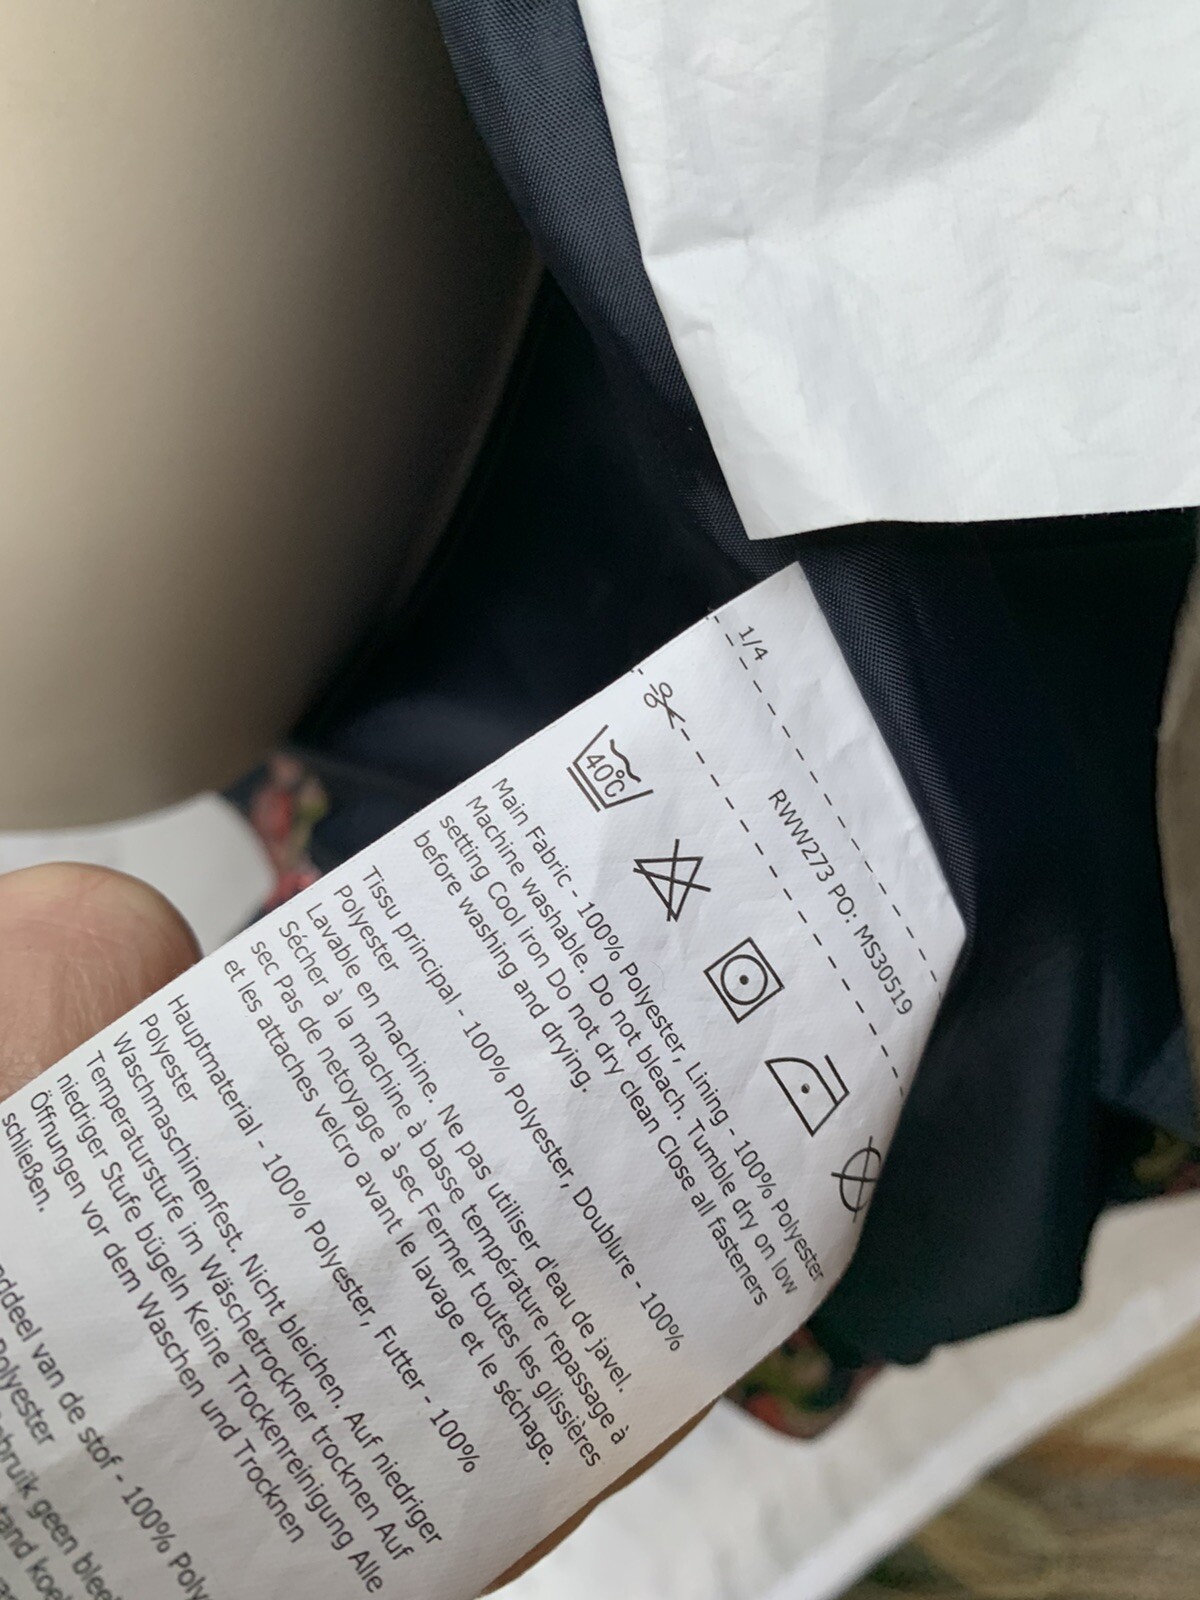 1/4
RWW273 PO: MS30519
40°C
Main Fabric - 100% Polyester, Lining - 100% Polyester
Machine washable. Do not bleach. Tumble dry on low
setting Cool iron Do not dry clean Close all fasteners
before washing and drying.
Tissu principal - 100% Polyester, Doublure - 100%
Polyester
Lavable en machine. Ne pas utiliser d'eau de javel.
Sécher à la machine à basse température repassage à
sec Pas de netoyage à sec Fermer toutes les glissières
et les attaches velcro avant le lavage et le séchage.
Hauptmaterial - 100% Polyester, Futter - 100%
Polyester
Waschmaschinenfest. Nicht bleichen. Auf niedriger
Temperaturstufe im Wäschetrockner trocknen Auf
niedriger Stufe bügeln Keine Trockenreinigung Alle
Öffnungen vor dem Waschen und Trocknen
schließen.
van de stof - 100%
Polyester
geen